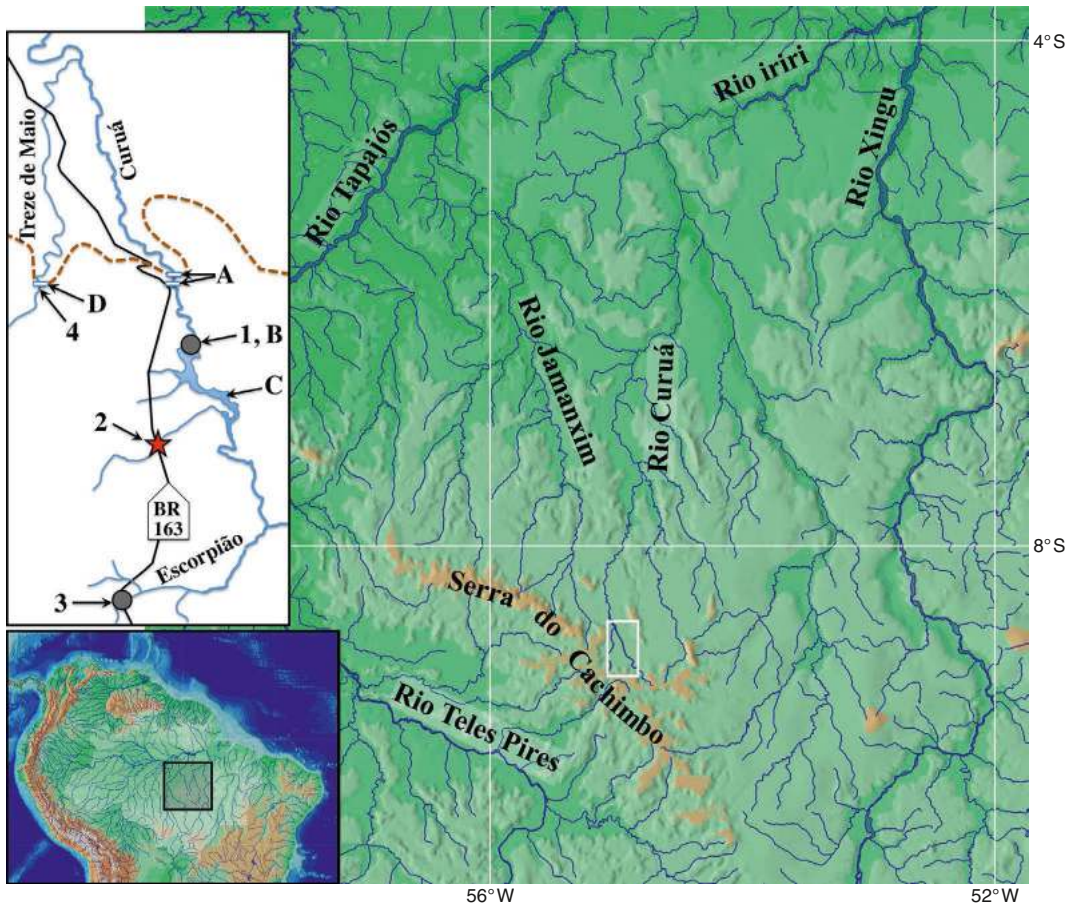 4°S
Rio iriri
Rio Xingu
Rio Tapajós
Treze de Maio
Curuá
A
D
4
1, B
C
2
BR
163
Escorpião
3
Rio Jamanxim
Rio Curuá
8°S
Serra do Cachimbo
Rio Teles Pires
56°W
52°W